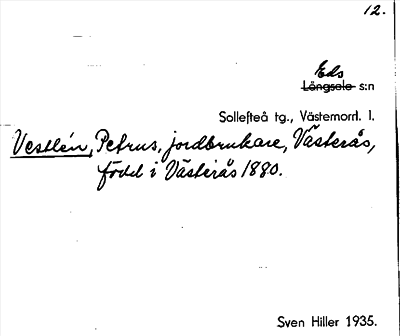 12.
Eds
Långsele s:n
Sollefteå tg., Västernorrl. l.
Vestlén, Petrus, jordbrukare, Västerås,
född i Västerås 1880.
Sven Hiller 1935.